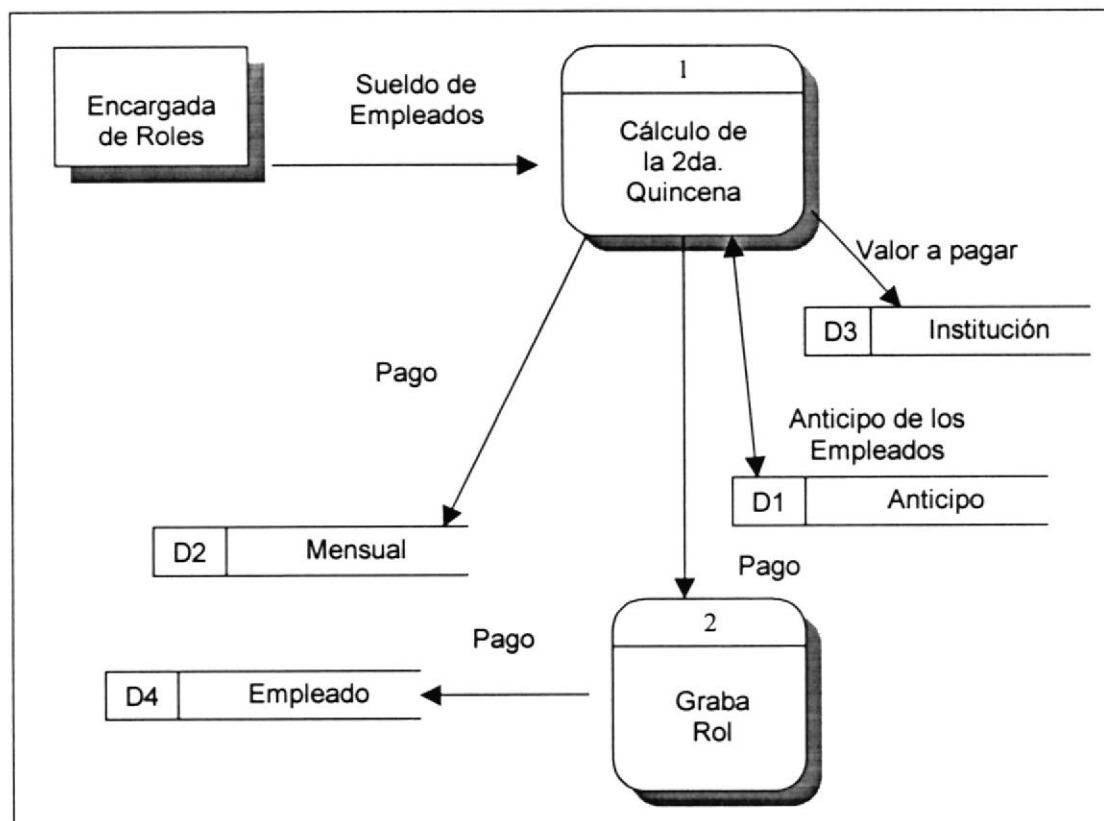 Encargada
de Roles
Sueldo de
Empleados
1
Cálculo de
la 2da.
Quincena
Valor a pagar
D3
Institución
Pago
Anticipo de los
Empleados
D1
Anticipo
D2
Mensual
Pago
2
Graba
Rol
Pago
D4
Empleado